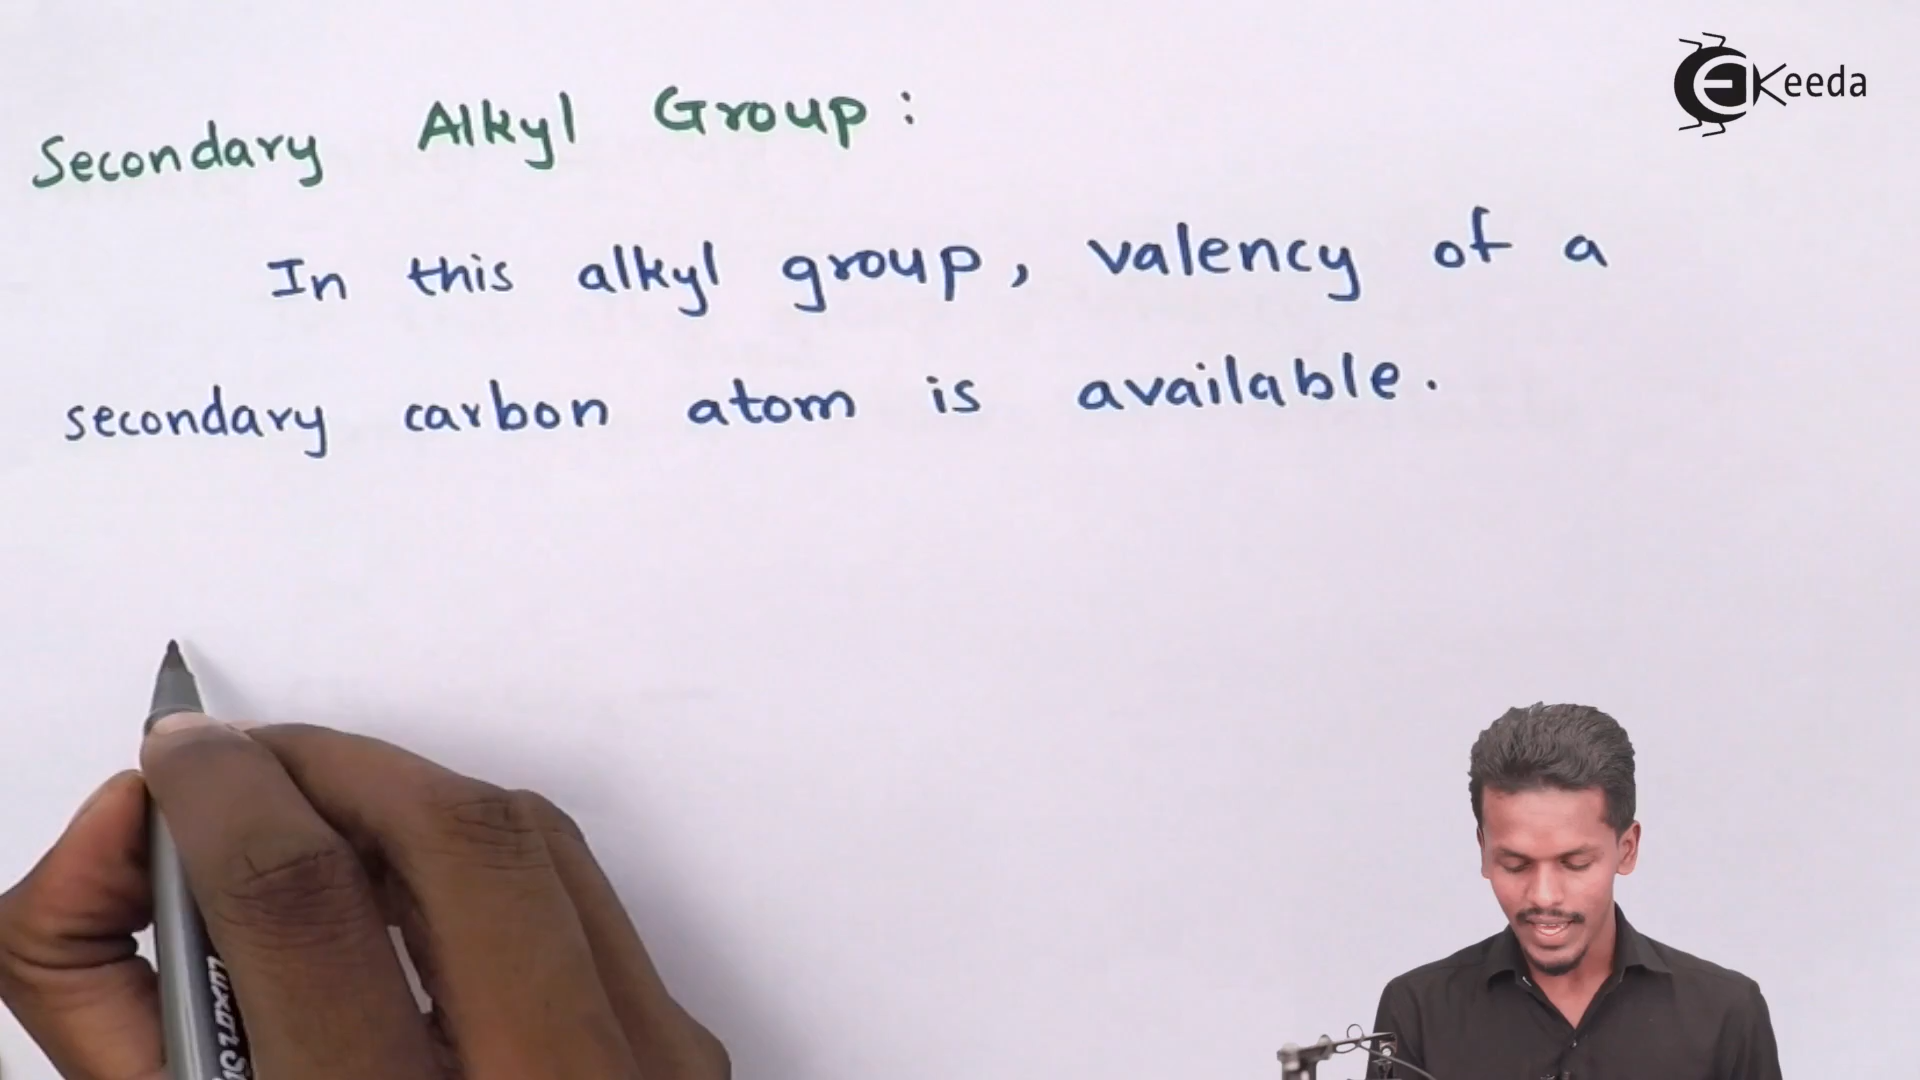 Secondary Alkyl Group :
In this alkyl group, valency of a
secondary carbon atom is available.
EKeeda